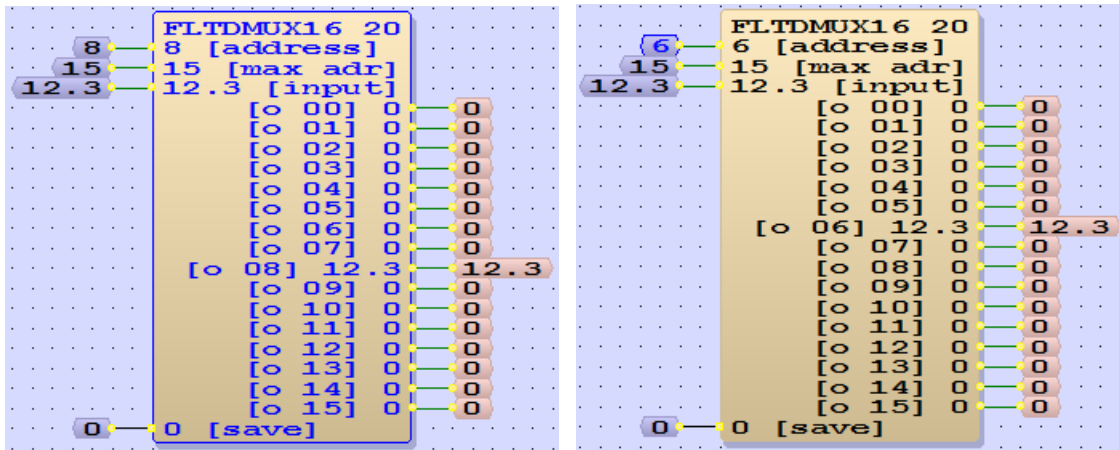 FLTDMUX16 20
8 8 [address]
15 15 [max adr]
12.3 12.3 [input]
[o 00] 0 0
[o 01] 0 0
[o 02] 0 0
[o 03] 0 0
[o 04] 0 0
[o 05] 0 0
[o 06] 0 0
[o 07] 0 0
[o 08] 12.3 12.3
[o 09] 0 0
[o 10] 0 0
[o 11] 0 0
[o 12] 0 0
[o 13] 0 0
[o 14] 0 0
[o 15] 0 0
0 0 [save]
FLTDMUX16 20
6 6 [address]
15 15 [max adr]
12.3 12.3 [input]
[o 00] 0 0
[o 01] 0 0
[o 02] 0 0
[o 03] 0 0
[o 04] 0 0
[o 05] 0 0
[o 06] 12.3 12.3
[o 07] 0 0
[o 08] 0 0
[o 09] 0 0
[o 10] 0 0
[o 11] 0 0
[o 12] 0 0
[o 13] 0 0
[o 14] 0 0
[o 15] 0 0
0 0 [save]